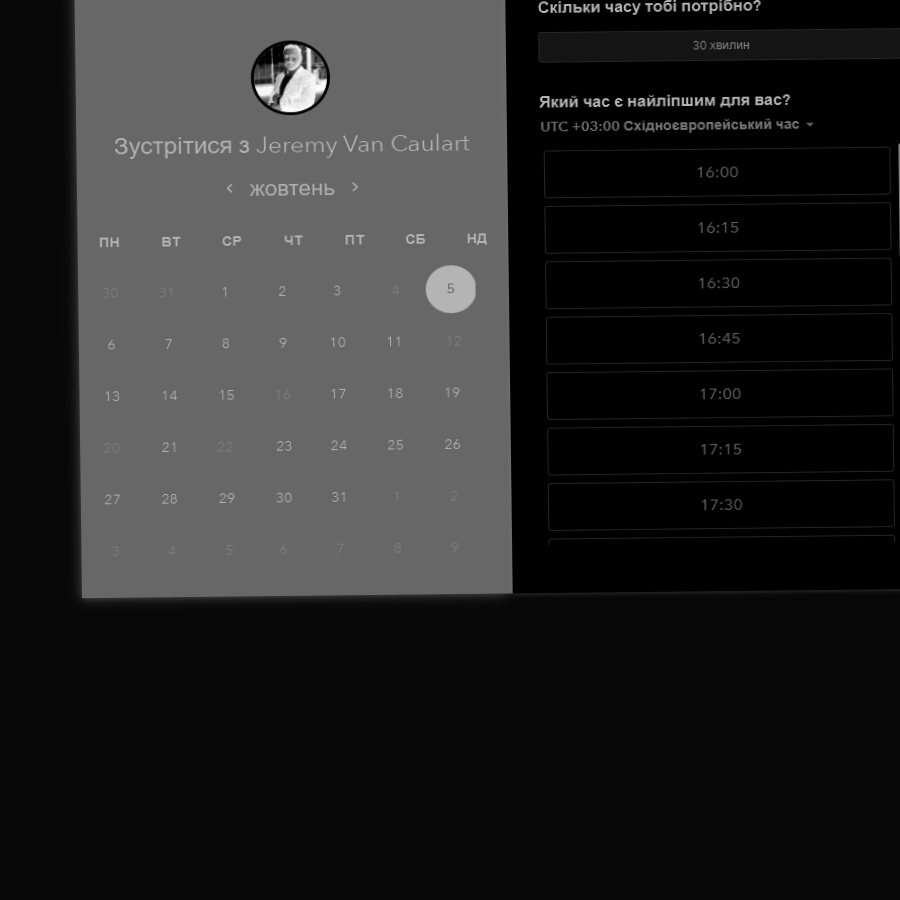 Зустрітися з Jeremy Van Caulart
< жовтень >
ПН ВТ СР ЧТ ПТ СБ НД
30 31 1 2 3 4 5
6 7 8 9 10 11 12
13 14 15 16 17 18 19
20 21 22 23 24 25 26
27 28 29 30 31 1 2
3 4 5 6 7 8 9
Скільки часу тобі потрібно?
30 хвилин
Який час є найліпшим для вас?
UTC +03:00 Східноєвропейський час
16:00
16:15
16:30
16:45
17:00
17:15
17:30